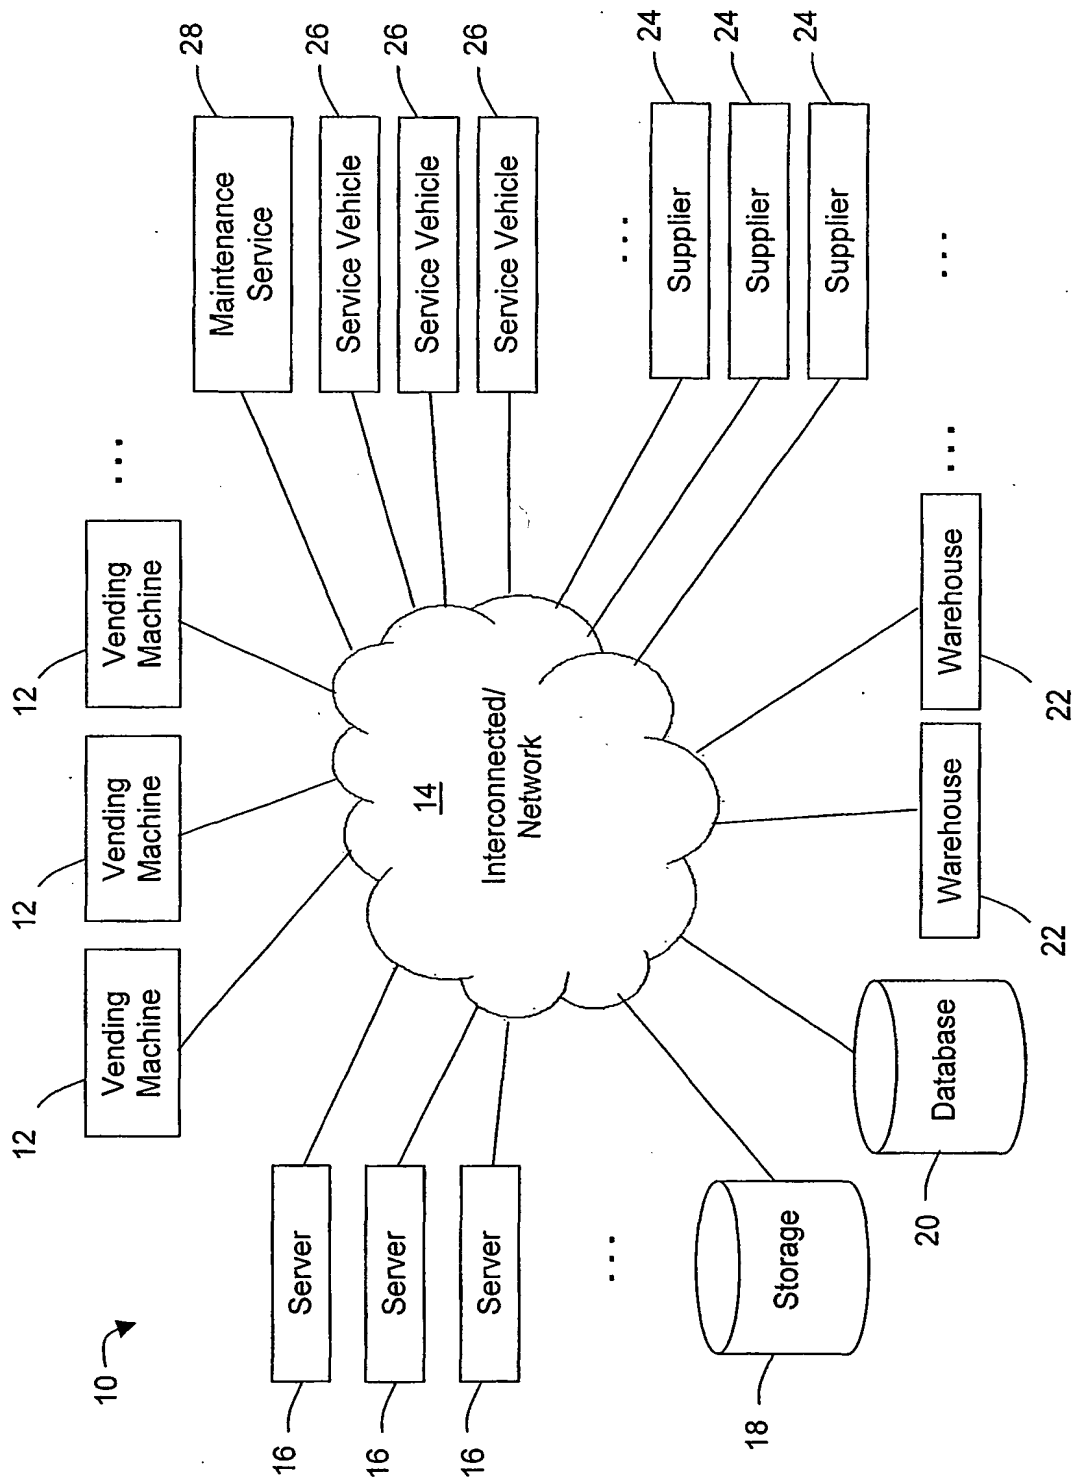 10
12
Vending
Machine
12
Vending
Machine
12
Vending
Machine
...
28
Maintenance
Service
26
Service Vehicle
26
Service Vehicle
26
Service Vehicle
...
16
Server
16
Server
16
Server
...
14
Interconnected/
Network
24
Supplier
24
Supplier
24
Supplier
...
18
Storage
20
Database
22
Warehouse
22
Warehouse
...